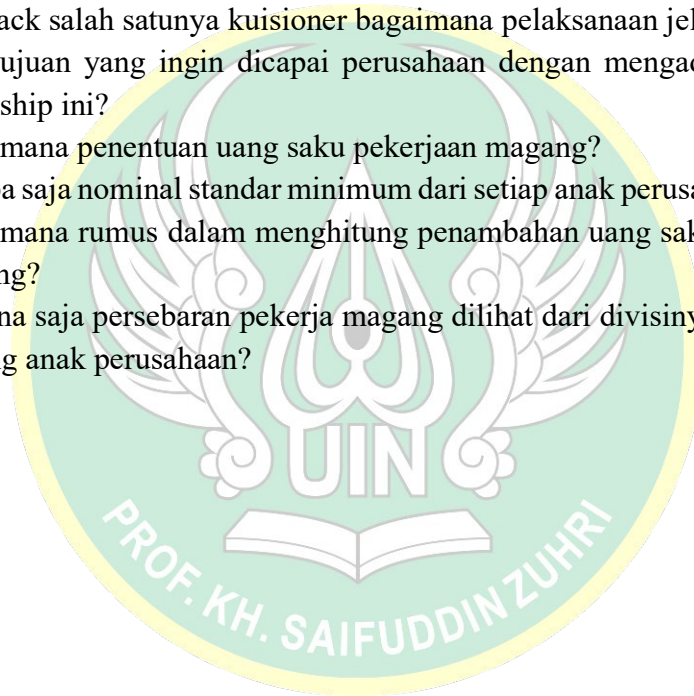 ack salah satunya kuisioner bagaimana pelaksanaan jel
ujuan yang ingin dicapai perusahaan dengan mengac
ship ini?
mana penentuan uang saku pekerjaan magang?
a saja nominal standar minimum dari setiap anak perusa
mana rumus dalam menghitung penambahan uang sak
ng?
na saja persebaran pekerja magang dilihat dari divisiny
g anak perusahaan?
UIN
PROF. KH. SAIFUDDIN ZUHRI